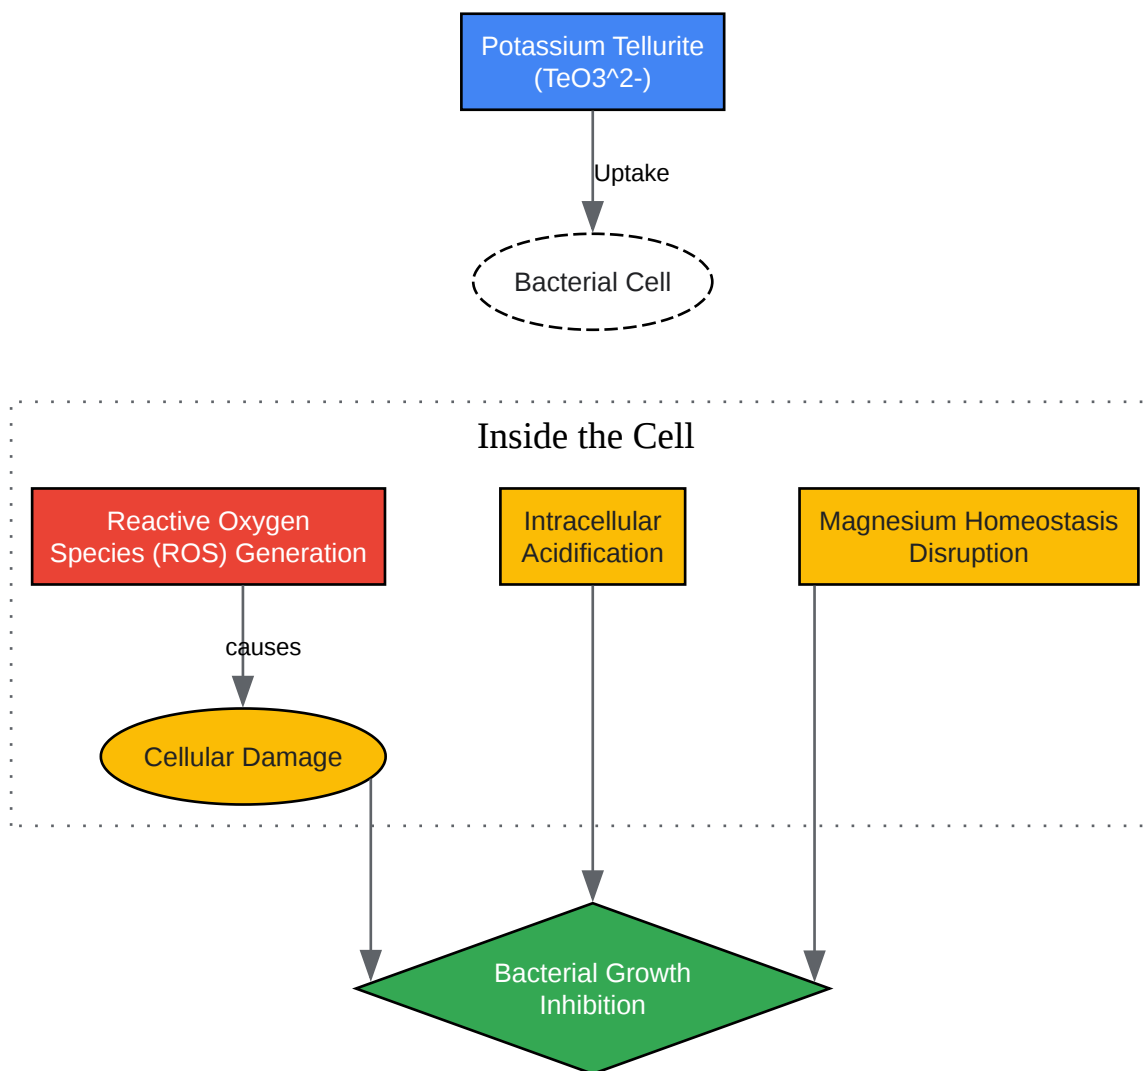 Potassium Tellurite
(TeO3^2-)
Uptake
Bacterial Cell
Inside the Cell
Reactive Oxygen
Species (ROS) Generation
Intracellular
Acidification
Magnesium Homeostasis
Disruption
causes
Cellular Damage
Bacterial Growth
Inhibition